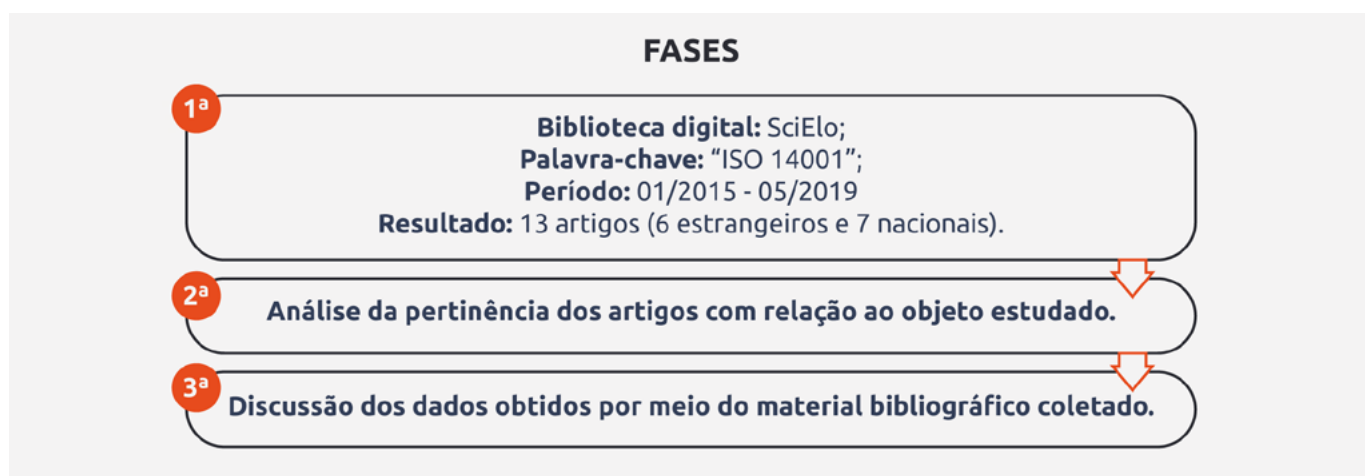 FASES
1ª
Biblioteca digital: SciElo;
Palavra-chave: “ISO 14001”;
Período: 01/2015 - 05/2019
Resultado: 13 artigos (6 estrangeiros e 7 nacionais).
2ª
Análise da pertinência dos artigos com relação ao objeto estudado.
3ª
Discussão dos dados obtidos por meio do material bibliográfico coletado.